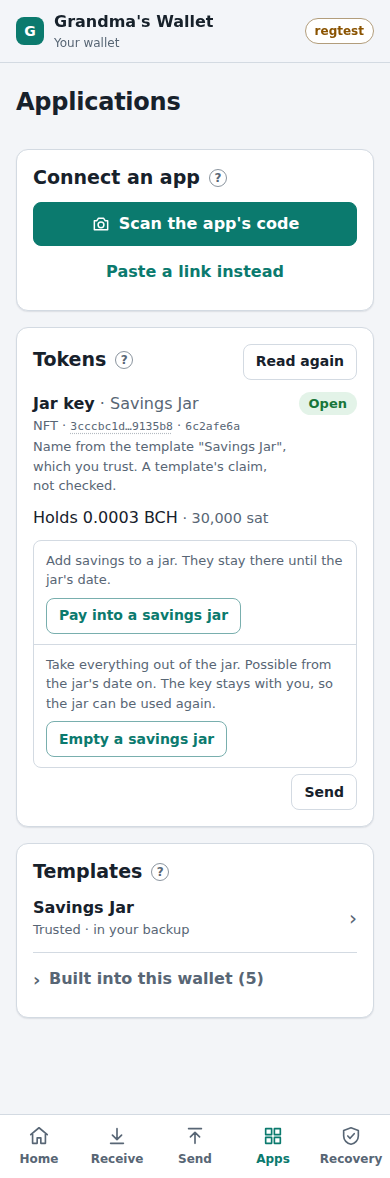 G
Grandma's Wallet
Your wallet
regtest
Applications
Connect an app ?
Scan the app's code
Paste a link instead
Tokens ?
Read again
Jar key · Savings Jar
Open
NFT · 3cccbc1d…9135b8 · 6c2afe6a
Name from the template "Savings Jar",
which you trust. A template's claim,
not checked.
Holds 0.0003 BCH · 30,000 sat
Add savings to a jar. They stay there until the
jar's date.
Pay into a savings jar
Take everything out of the jar. Possible from
the jar's date on. The key stays with you, so
the jar can be used again.
Empty a savings jar
Send
Templates ?
Savings Jar
Trusted · in your backup
›
› Built into this wallet (5)
Home
Receive
Send
Apps
Recovery